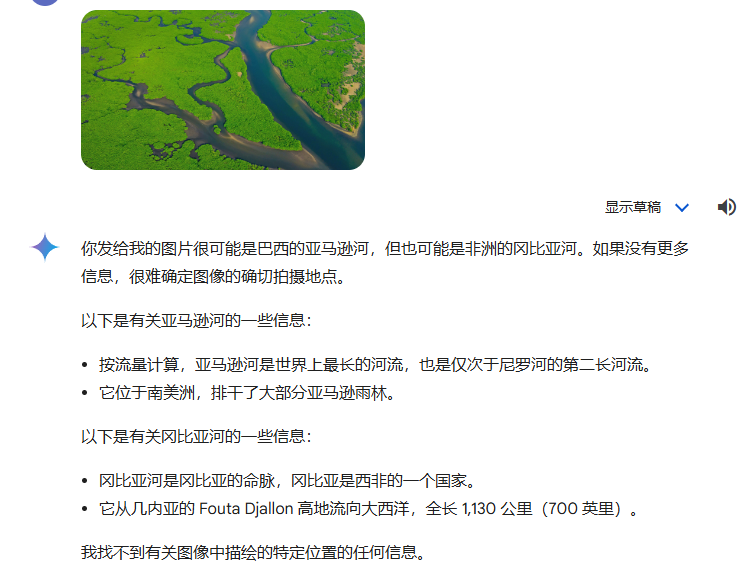 显示草稿
你发给我的图片很可能是巴西的亚马逊河，但也可能是非洲的冈比亚河。如果没有更多
信息，很难确定图像的确切拍摄地点。
以下是有关亚马逊河的一些信息：
• 按流量计算，亚马逊河是世界上最长的河流，也是仅次于尼罗河的第二长河流。
• 它位于南美洲，排干了大部分亚马逊雨林。
以下是有关冈比亚河的一些信息：
• 冈比亚河是冈比亚的命脉，冈比亚是西非的一个国家。
• 它从几内亚的 Fouta Djallon 高地流向大西洋，全长 1,130 公里（700 英里）。
我找不到有关图像中描绘的特定位置的任何信息。